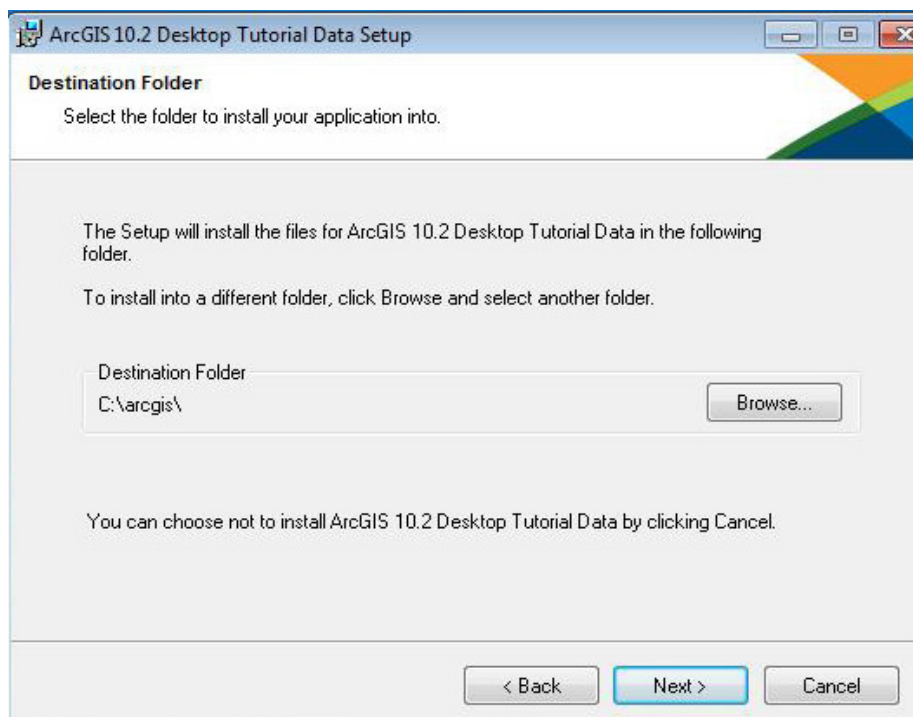 ArcGIS 10.2 Desktop Tutorial Data Setup
Destination Folder
Select the folder to install your application into.
The Setup will install the files for ArcGIS 10.2 Desktop Tutorial Data in the following
folder.
To install into a different folder, click Browse and select another folder.
Destination Folder
C:\arcgis\
Browse...
You can choose not to install ArcGIS 10.2 Desktop Tutorial Data by clicking Cancel.
< Back
Next >
Cancel